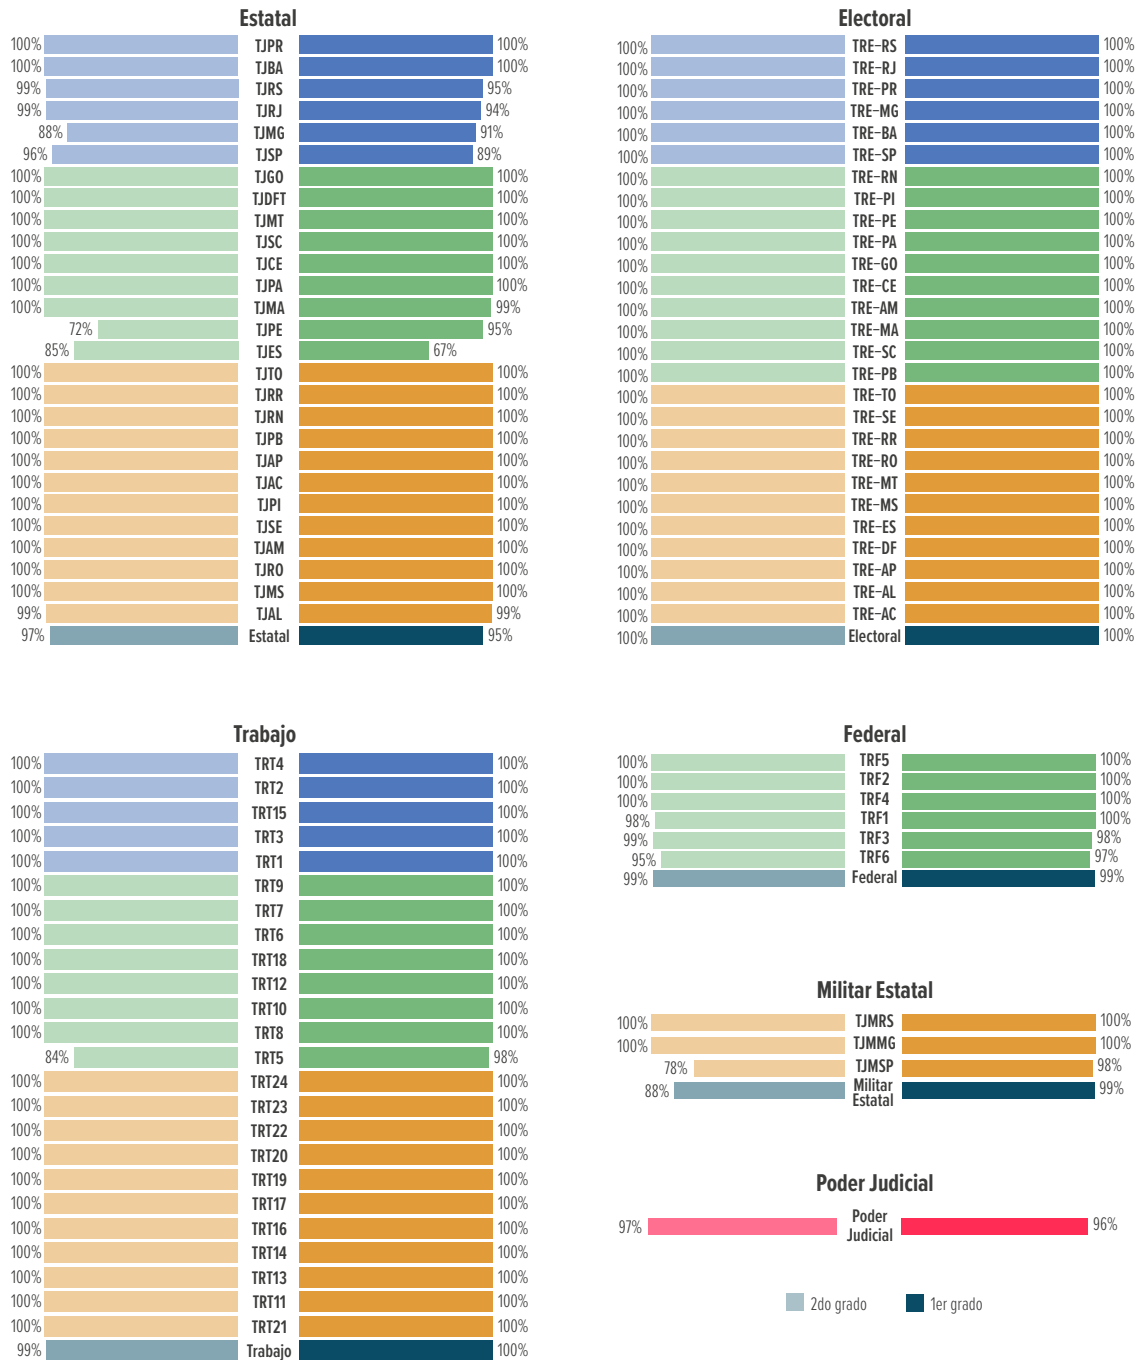 Estatal
100% TJPR 100%
100% TJBA 100%
99% TJRS 95%
99% TJRJ 94%
88% TJMG 91%
96% TJSP 89%
100% TJGO 100%
100% TJDFT 100%
100% TJMT 100%
100% TJSC 100%
100% TJCE 100%
100% TJPA 100%
100% TJMA 99%
72% TJPE 95%
85% TJES 67%
100% TJTO 100%
100% TJRR 100%
100% TJRN 100%
100% TJPB 100%
100% TJAP 100%
100% TJAC 100%
100% TJPI 100%
100% TJSE 100%
100% TJAM 100%
100% TJRO 100%
100% TJMS 100%
99% TJAL 99%
97% Estatal 95%
Electoral
100% TRE-RS 100%
100% TRE-RJ 100%
100% TRE-PR 100%
100% TRE-MG 100%
100% TRE-BA 100%
100% TRE-SP 100%
100% TRE-RN 100%
100% TRE-PI 100%
100% TRE-PE 100%
100% TRE-PA 100%
100% TRE-GO 100%
100% TRE-CE 100%
100% TRE-AM 100%
100% TRE-MA 100%
100% TRE-SC 100%
100% TRE-PB 100%
100% TRE-TO 100%
100% TRE-SE 100%
100% TRE-RR 100%
100% TRE-RO 100%
100% TRE-MT 100%
100% TRE-MS 100%
100% TRE-ES 100%
100% TRE-DF 100%
100% TRE-AP 100%
100% TRE-AL 100%
100% TRE-AC 100%
100% Electoral 100%
Trabajo
100% TRT4 100%
100% TRT2 100%
100% TRT15 100%
100% TRT3 100%
100% TRT1 100%
100% TRT9 100%
100% TRT7 100%
100% TRT6 100%
100% TRT18 100%
100% TRT12 100%
100% TRT10 100%
100% TRT8 100%
84% TRT5 98%
100% TRT24 100%
100% TRT23 100%
100% TRT22 100%
100% TRT20 100%
100% TRT19 100%
100% TRT17 100%
100% TRT16 100%
100% TRT14 100%
100% TRT13 100%
100% TRT11 100%
100% TRT21 100%
99% Trabajo 100%
Federal
100% TRF5 100%
100% TRF2 100%
100% TRF4 100%
98% TRF1 100%
99% TRF3 98%
95% TRF6 97%
99% Federal 99%
Militar Estatal
100% TJMRS 100%
100% TJMMG 100%
78% TJMSP 98%
88% Militar 99%
Estatal
Poder Judicial
97% Poder 96%
Judicial
2do grado 1er grado